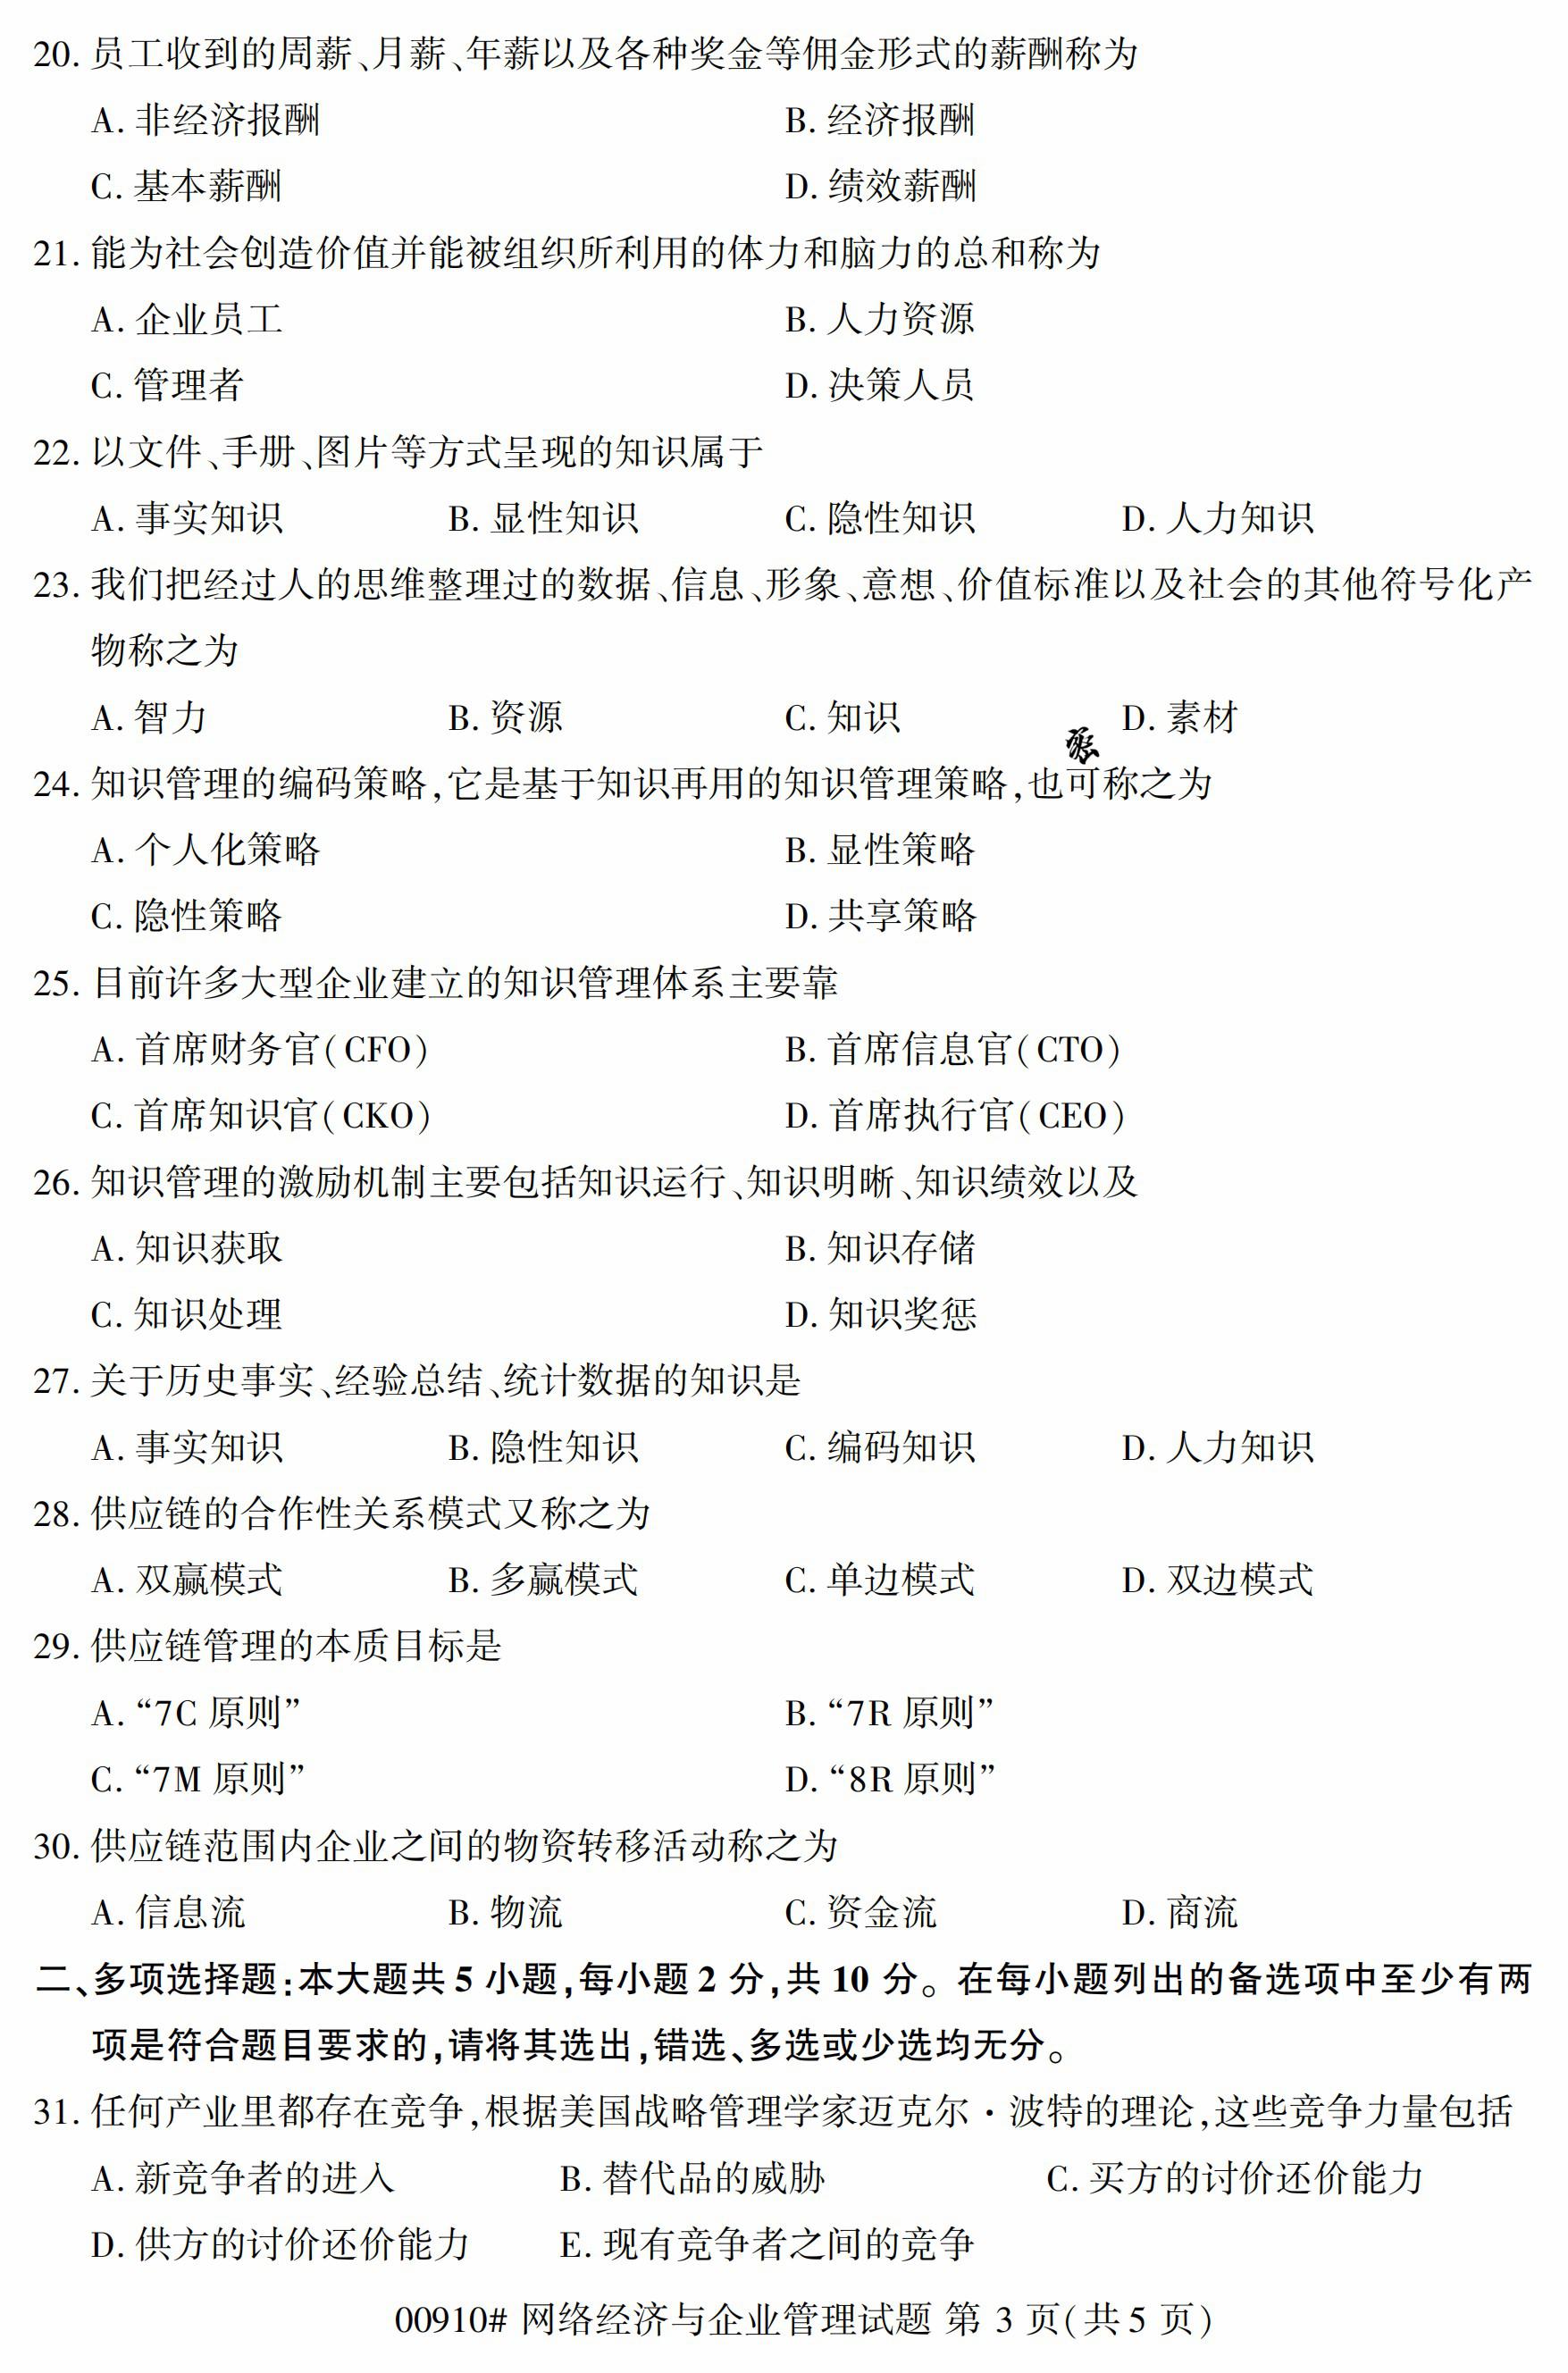 20. 员工收到的周薪、月薪、年薪以及各种奖金等佣金形式的薪酬称为
A. 非经济报酬 B. 经济报酬
C. 基本薪酬 D. 绩效薪酬
21. 能为社会创造价值并能被组织所利用的体力和脑力的总和称为
A. 企业员工 B. 人力资源
C. 管理者 D. 决策人员
22. 以文件、手册、图片等方式呈现的知识属于
A. 事实知识 B. 显性知识 C. 隐性知识 D. 人力知识
23. 我们把经过人的思维整理过的数据、信息、形象、意想、价值标准以及社会的其他符号化产
物称之为
A. 智力 B. 资源 C. 知识 D. 素材
24. 知识管理的编码策略,它是基于知识再用的知识管理策略,也可称之为
A. 个人化策略 B. 显性策略
C. 隐性策略 D. 共享策略
25. 目前许多大型企业建立的知识管理体系主要靠
A. 首席财务官(CFO) B. 首席信息官(CTO)
C. 首席知识官(CKO) D. 首席执行官(CEO)
26. 知识管理的激励机制主要包括知识运行、知识明晰、知识绩效以及
A. 知识获取 B. 知识存储
C. 知识处理 D. 知识奖惩
27. 关于历史事实、经验总结、统计数据的知识是
A. 事实知识 B. 隐性知识 C. 编码知识 D. 人力知识
28. 供应链的合作性关系模式又称之为
A. 双赢模式 B. 多赢模式 C. 单边模式 D. 双边模式
29. 供应链管理的本质目标是
A. “7C 原则” B. “7R 原则”
C. “7M 原则” D. “8R 原则”
30. 供应链范围内企业之间的物资转移活动称之为
A. 信息流 B. 物流 C. 资金流 D. 商流
二、多项选择题:本大题共 5 小题,每小题 2 分,共 10 分。在每小题列出的备选项中至少有两
项是符合题目要求的,请将其选出,错选、多选或少选均无分。
31. 任何产业里都存在竞争,根据美国战略管理学家迈克尔·波特的理论,这些竞争力量包括
A. 新竞争者的进入 B. 替代品的威胁 C. 买方的讨价还价能力
D. 供方的讨价还价能力 E. 现有竞争者之间的竞争
00910# 网络经济与企业管理试题 第 3 页(共 5 页)